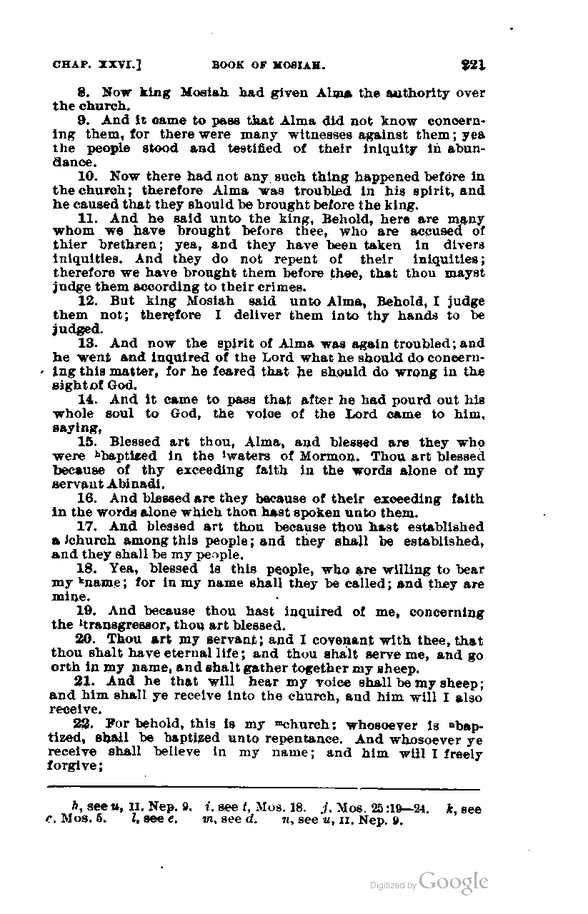 CHAP. XXVI.] BOOK OF MOSIAH. 221
8. Now king Mosiah had given Alma the authority over
the church.
9. And it came to pass that Alma did not know concern-
ing them, for there were many witnesses against them; yea
the people stood and testified of their iniquity in abun-
dance.
10. Now there had not any such thing happened before in
the church; therefore Alma was troubled in his spirit, and
he caused that they should be brought before the king.
11. And he said unto the king, Behold, here are many
whom we have brought before thee, who are accused of
thier brethren; yea, and they have been taken in divers
iniquities. And they do not repent of their iniquities;
therefore we have brought them before thee, that thou mayst
judge them according to their crimes.
12. But king Mosiah said unto Alma, Behold, I judge
them not; therefore I deliver them into thy hands to be
judged.
13. And now the spirit of Alma was again troubled; and
he went and inquired of the Lord what he should do concern-
ing this matter, for he feared that he should do wrong in the
sight of God.
14. And it came to pass that after he had pourd out his
whole soul to God, the voice of the Lord came to him,
saying,
15. Blessed art thou, Alma, and blessed are they who
were hbaptized in the iwaters of Mormon. Thou art blessed
because of thy exceeding faith in the words alone of my
servant Abinadi.
16. And blessed are they because of their exceeding faith
in the words alone which thou hast spoken unto them.
17. And blessed art thou because thou hast established
a jchurch among this people; and they shall be established,
and they shall be my people.
18. Yea, blessed is this people, who are willing to bear
my kname; for in my name shall they be called; and they are
mine.
19. And because thou hast inquired of me, concerning
the ltransgressor, thou art blessed.
20. Thou art my servant; and I covenant with thee, that
thou shalt have eternal life; and thou shalt serve me, and go
orth in my name, and shalt gather together my sheep.
21. And he that will hear my voice shall be my sheep;
and him shall ye receive into the church, and him will I also
receive.
22. For behold, this is my mchurch: whosoever is nbap-
tized, shall be baptized unto repentance. And whosoever ye
receive shall believe in my name; and him will I freely
forgive;
h, see u, II. Nep. 9. i, see t, Mos. 18. j. Mos. 25:19—24. k, see
c. Mos. 5. l, see e. m, see d. n, see u, II. Nep. 9.
Digitized by Google